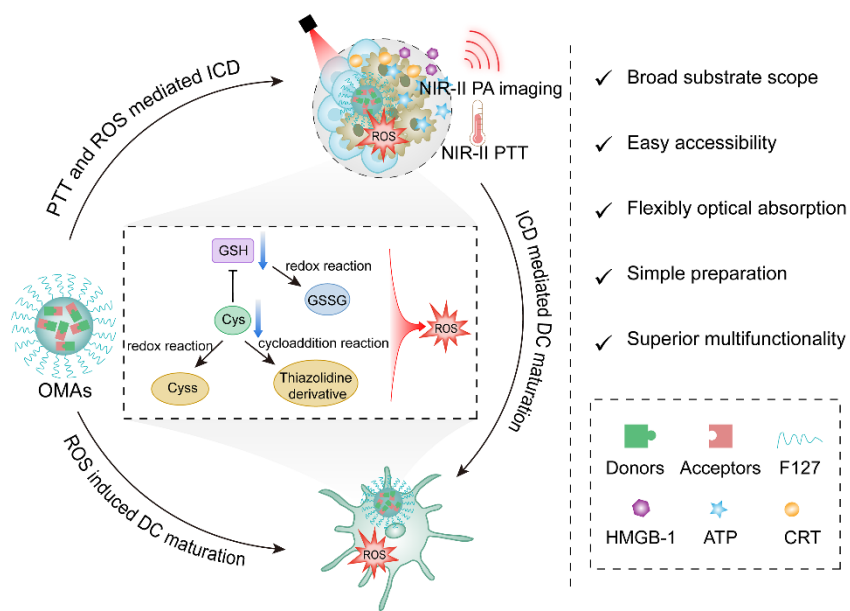 PTT and ROS mediated ICD
NIR-II PA imaging
ROS
NIR-II PTT
ICD mediated DC maturation
GSH
redox reaction
GSSG
Cys
redox reaction
cycloaddition reaction
Cyss
Thiazolidine
derivative
ROS
OMAs
ROS induced DC maturation
ROS
✓ Broad substrate scope
✓ Easy accessibility
✓ Flexibly optical absorption
✓ Simple preparation
✓ Superior multifunctionality
Donors Acceptors F127
HMGB-1 ATP CRT